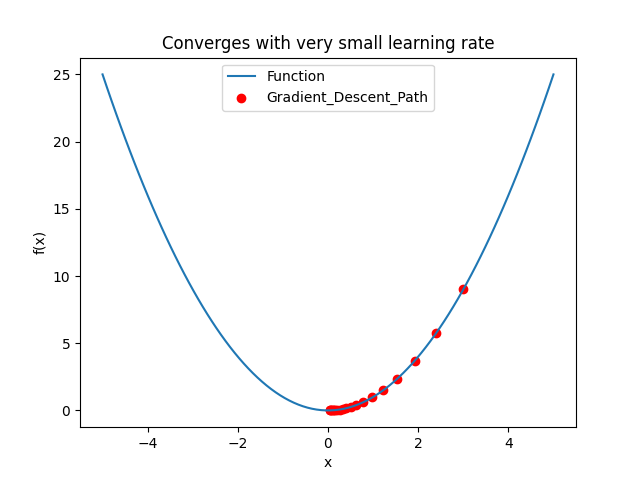 Converges with very small learning rate
Function
Gradient_Descent_Path
25
20
15
10
5
0
f(x)
−4
−2
0
2
4
x